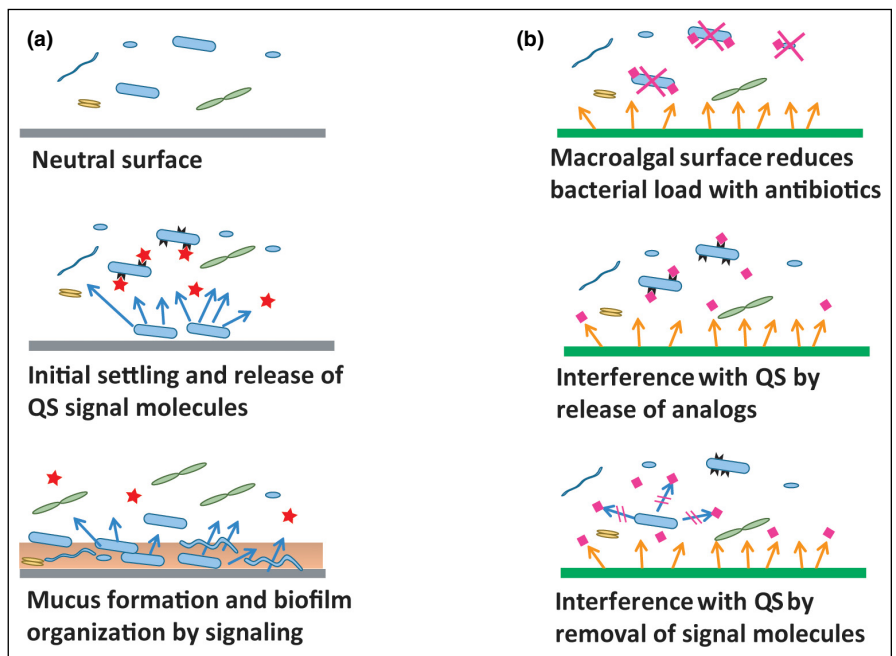 (a)
Neutral surface
Initial settling and release of
QS signal molecules
Mucus formation and biofilm
organization by signaling
(b)
Macroalgal surface reduces
bacterial load with antibiotics
Interference with QS by
release of analogs
Interference with QS by
removal of signal molecules